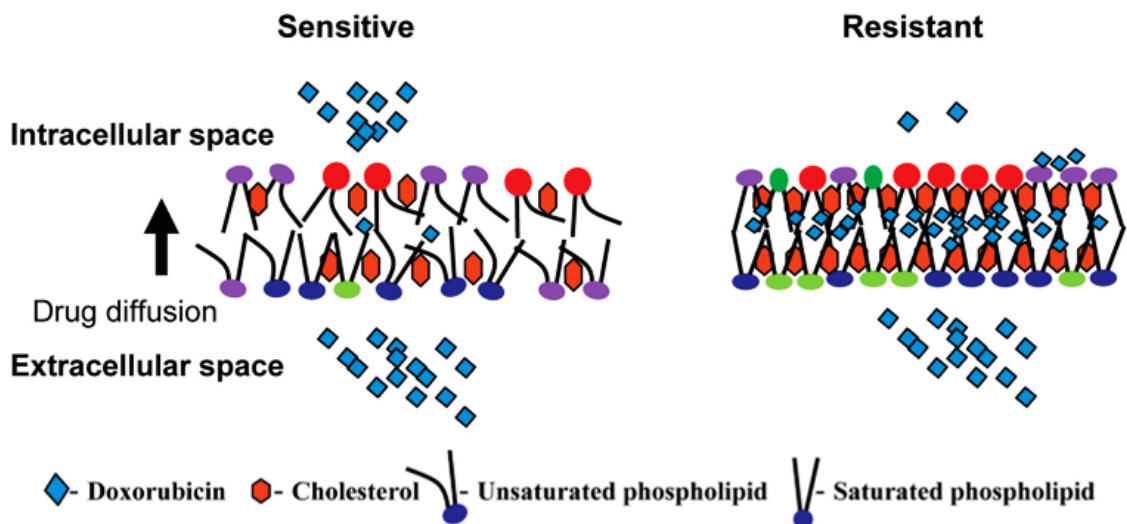 Sensitive
Resistant
Intracellular space
Drug diffusion
Extracellular space
- Doxorubicin
- Cholesterol
- Unsaturated phospholipid
- Saturated phospholipid